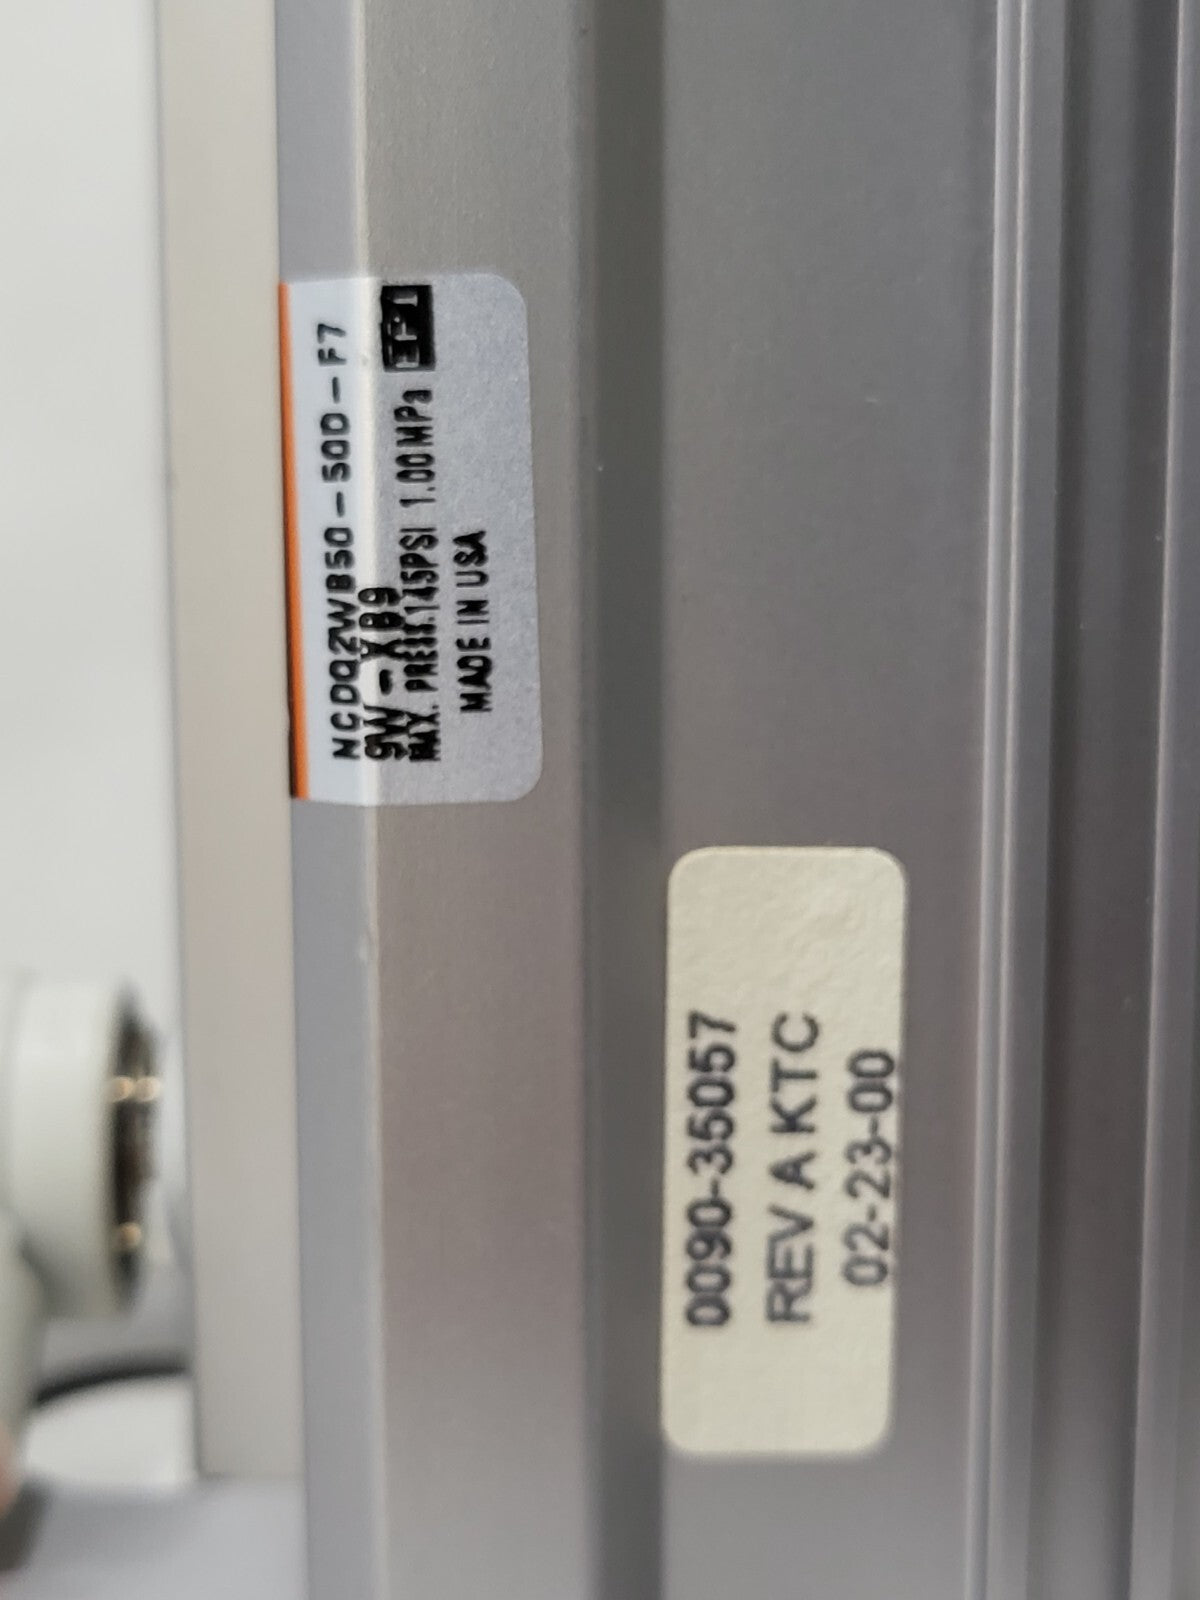 NCDQ2WB50-50D-F7
9W-XB9
MAX. PRESS.145PSI 1.00MPa
MADE IN USA
0090-35057
REV A KTC
02-23-00